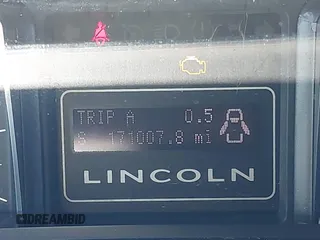 TRIP A 0.5
171007.8 mi
LINCOLN
©DREAMBID